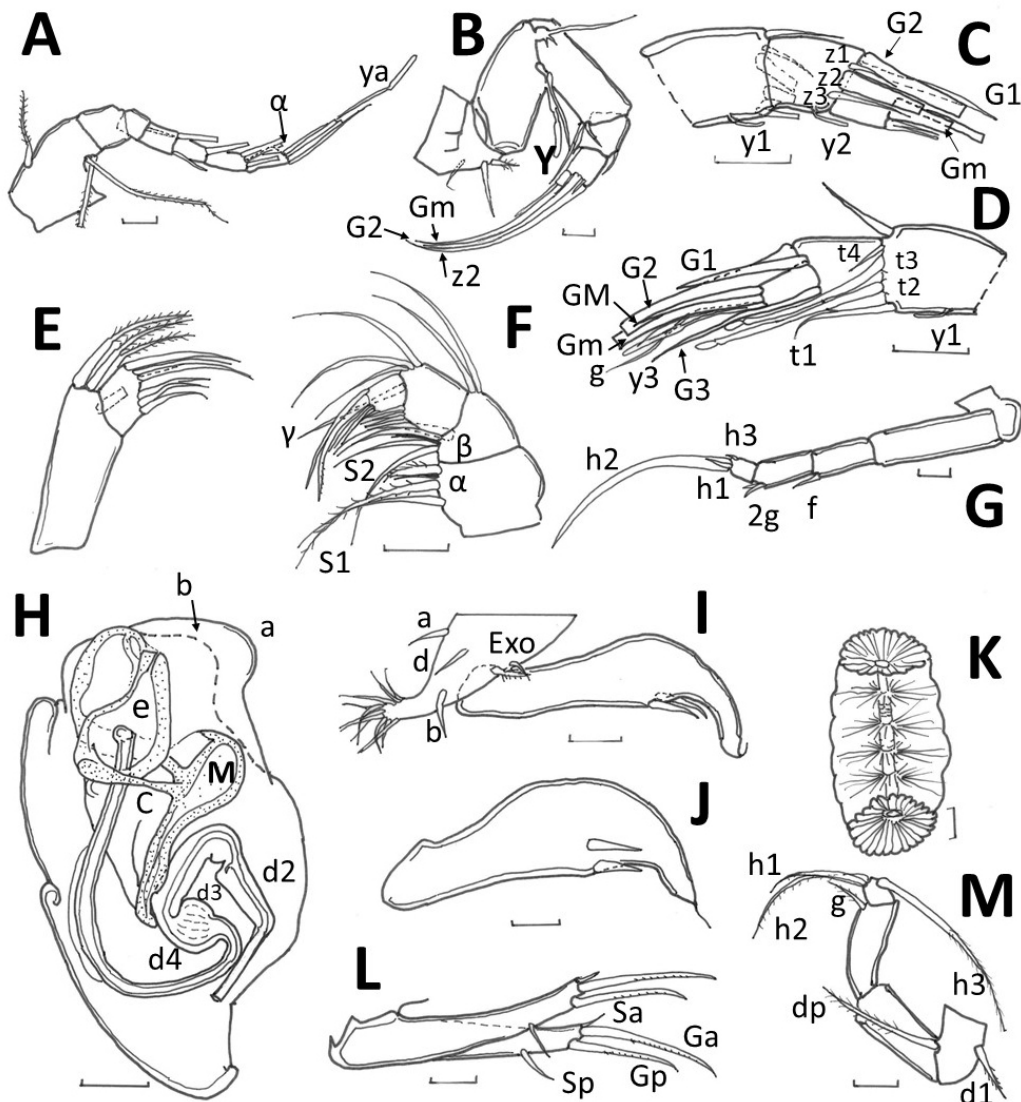 A
ya
α
B
Y
Gm
G2
z2
C
G2
z1
z2
z3
G1
y1
y2
Gm
D
G1
G2
GM
Gm
g
y3
G3
t1
t4
t3
t2
y1
E
F
γ
β
S2
α
S1
G
h3
h2
h1
2g
f
H
b
a
e
M
C
d2
d3
d4
I
a
Exo
d
b
J
K
L
Sa
Ga
Sp
Gp
M
h1
g
h2
h3
dp
d1